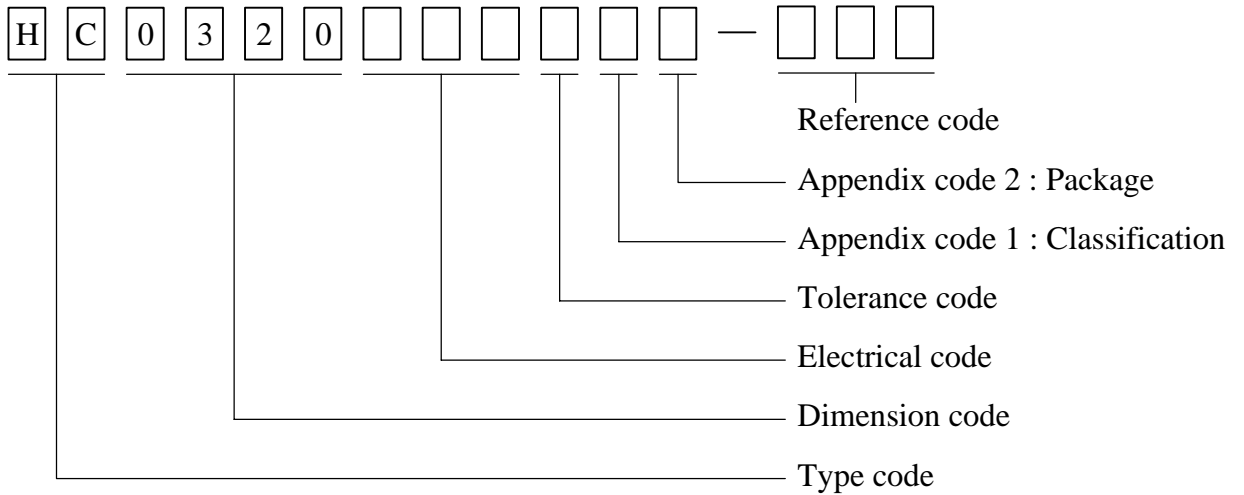 H C 0 3 2 0 —
Reference code
Appendix code 2 : Package
Appendix code 1 : Classification
Tolerance code
Electrical code
Dimension code
Type code